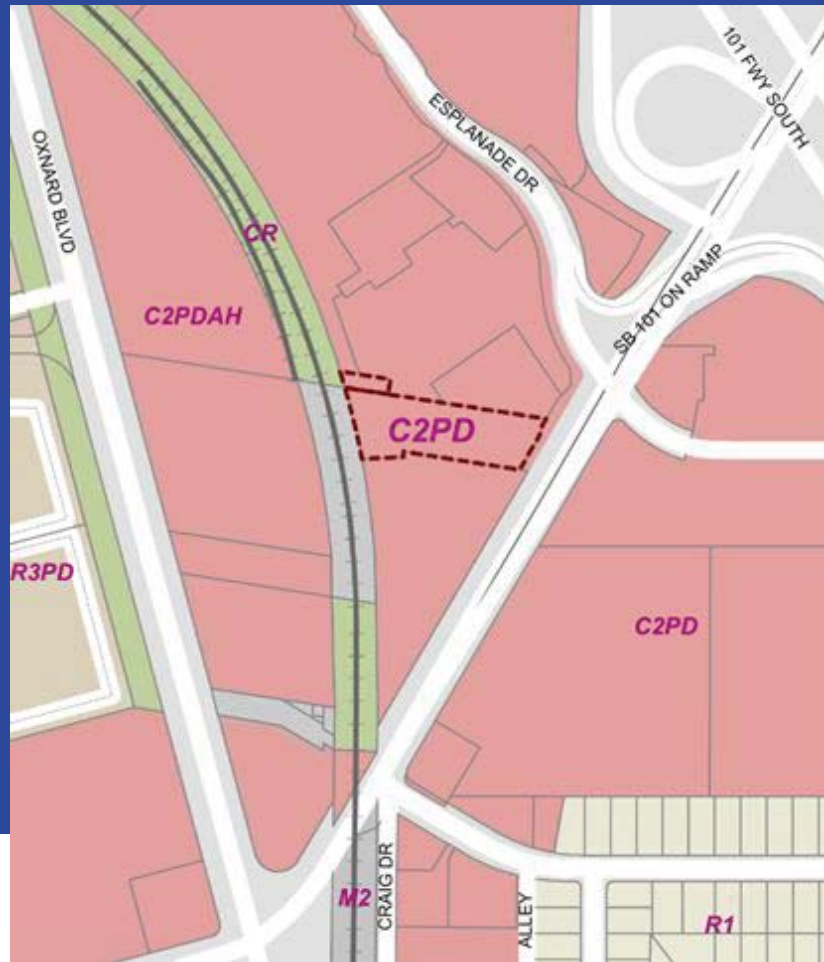 101 FWY SOUTH
ESPLANADE DR
OXNARD BLVD
CR
SB 101 ON RAMP
C2PDAH
C2PD
R3PD
C2PD
M2
CRAIG DR
ALLEY
R1